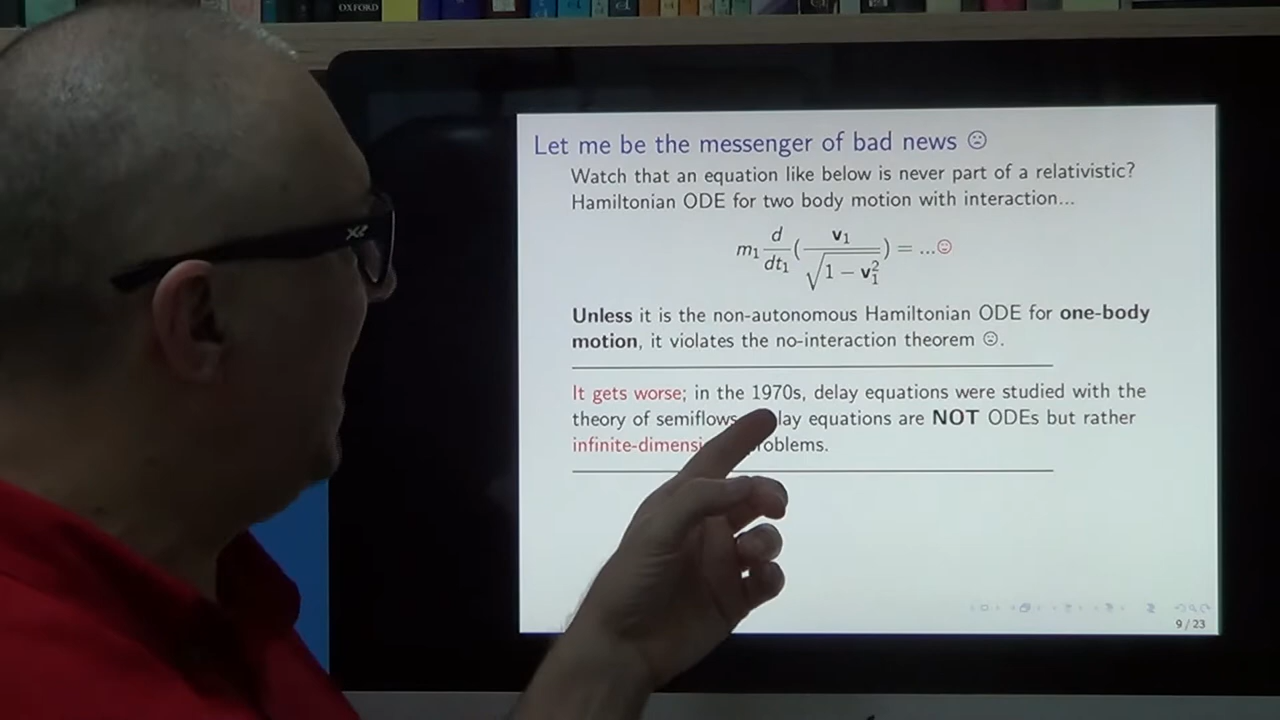 OXFORD
Let me be the messenger of bad news ☹
Watch that an equation like below is never part of a relativistic?
Hamiltonian ODE for two body motion with interaction...
m₁ d/dt₁ ( v₁ / √(1 − v₁²) ) = ...☹
Unless it is the non-autonomous Hamiltonian ODE for one-body
motion, it violates the no-interaction theorem ☹.
It gets worse; in the 1970s, delay equations were studied with the
theory of semiflows lay equations are NOT ODEs but rather
infinite-dimensi roblems.
9 / 23